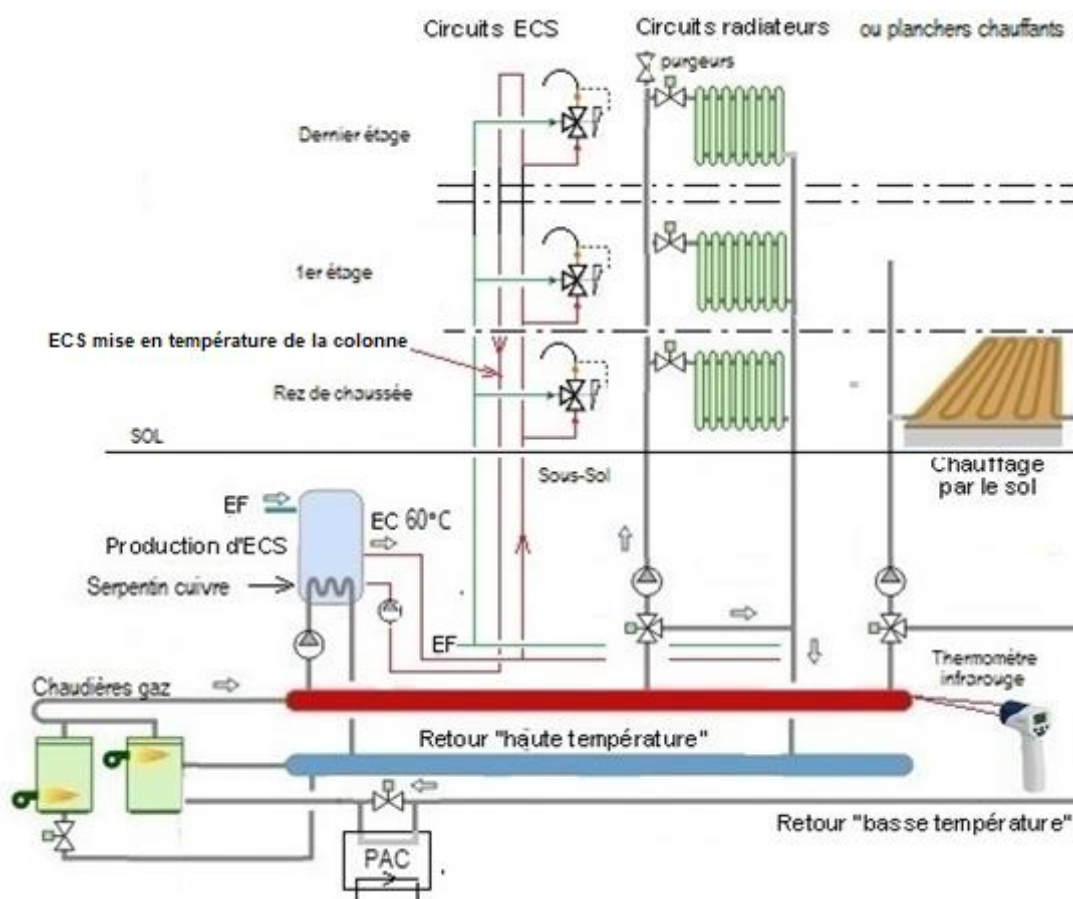 Circuits ECS
Circuits radiateurs
ou planchers chauffants
purgeurs
Dernier étage
1er étage
ECS mise en température de la colonne
Rez de chaussée
SOL
Sous-Sol
Chauffage
par le sol
EF
EC 60°C
Production d'ECS
Serpentin cuivre
EF
Thermomètre
infrarouge
Chaudières gaz
Retour "haute température"
Retour "basse température"
PAC